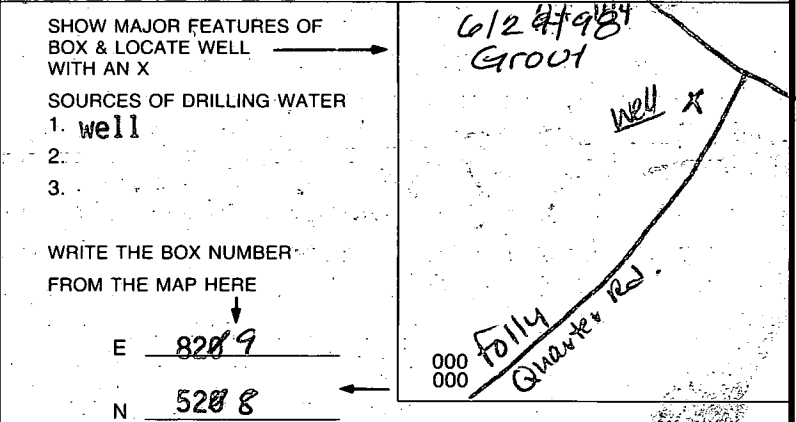 SHOW MAJOR FEATURES OF
BOX & LOCATE WELL
WITH AN X
SOURCES OF DRILLING WATER
1. well
2.
3.
WRITE THE BOX NUMBER
FROM THE MAP HERE
E
N
Grout
well X
Folly
Quarter Rd.
000
000